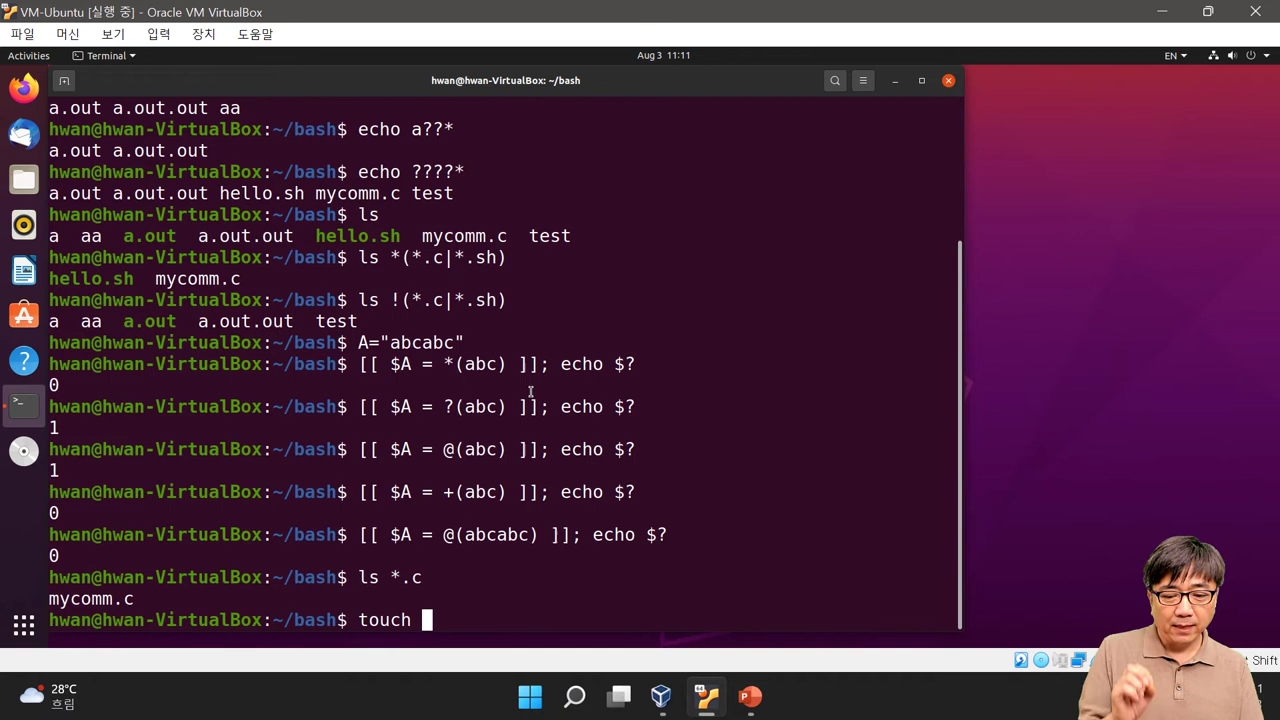 VM-Ubuntu [실행 중] - Oracle VM VirtualBox
파일 머신 보기 입력 장치 도움말
Activities Terminal Aug 3 11:11 EN
hwan@hwan-VirtualBox: ~/bash
a.out a.out.out aa
hwan@hwan-VirtualBox:~/bash$ echo a??*
a.out a.out.out
hwan@hwan-VirtualBox:~/bash$ echo ????*
a.out a.out.out hello.sh mycomm.c test
hwan@hwan-VirtualBox:~/bash$ ls
a aa a.out a.out.out hello.sh mycomm.c test
hwan@hwan-VirtualBox:~/bash$ ls *(*.c|*.sh)
hello.sh mycomm.c
hwan@hwan-VirtualBox:~/bash$ ls !(*.c|*.sh)
a aa a.out a.out.out test
hwan@hwan-VirtualBox:~/bash$ A="abcabc"
hwan@hwan-VirtualBox:~/bash$ [[ $A = *(abc) ]]; echo $?
0
hwan@hwan-VirtualBox:~/bash$ [[ $A = ?(abc) ]]; echo $?
1
hwan@hwan-VirtualBox:~/bash$ [[ $A = @(abc) ]]; echo $?
1
hwan@hwan-VirtualBox:~/bash$ [[ $A = +(abc) ]]; echo $?
0
hwan@hwan-VirtualBox:~/bash$ [[ $A = @(abcabc) ]]; echo $?
0
hwan@hwan-VirtualBox:~/bash$ ls *.c
mycomm.c
hwan@hwan-VirtualBox:~/bash$ touch
Shift
28°C
흐림